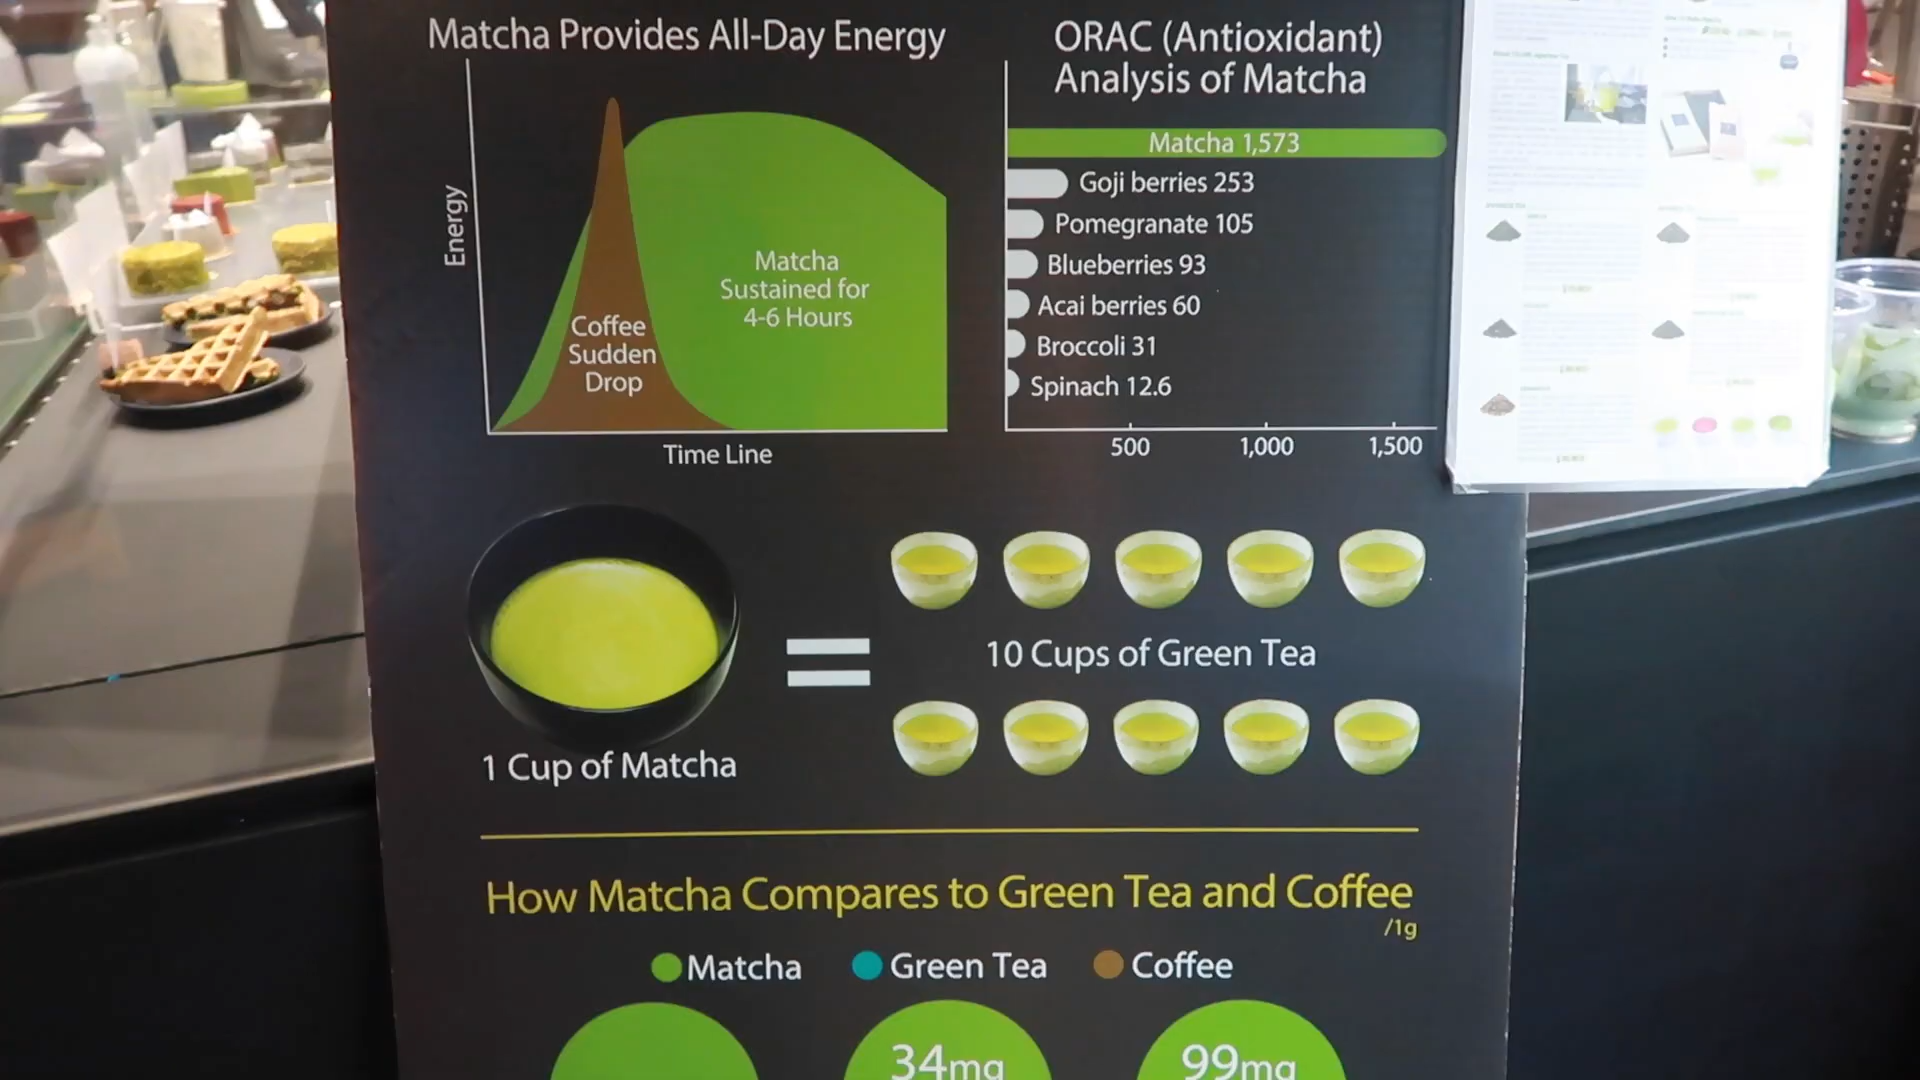 Matcha Provides All-Day Energy
Energy
Coffee
Sudden
Drop
Matcha
Sustained for
4-6 Hours
Time Line
ORAC (Antioxidant)
Analysis of Matcha
Matcha 1,573
Goji berries 253
Pomegranate 105
Blueberries 93
Acai berries 60
Broccoli 31
Spinach 12.6
500 1,000 1,500
1 Cup of Matcha
=
10 Cups of Green Tea
How Matcha Compares to Green Tea and Coffee
/1g
Matcha Green Tea Coffee
34mg 99mg